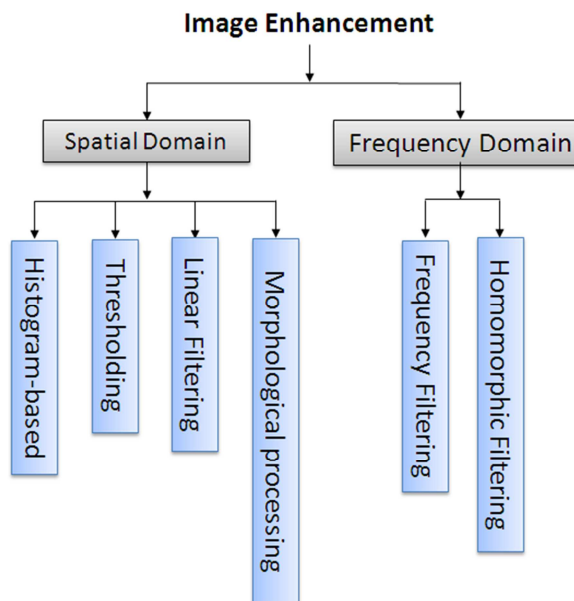 Image Enhancement
Spatial Domain
Frequency Domain
Histogram-based
Thresholding
Linear Filtering
Morphological processing
Frequency Filtering
Homomorphic Filtering